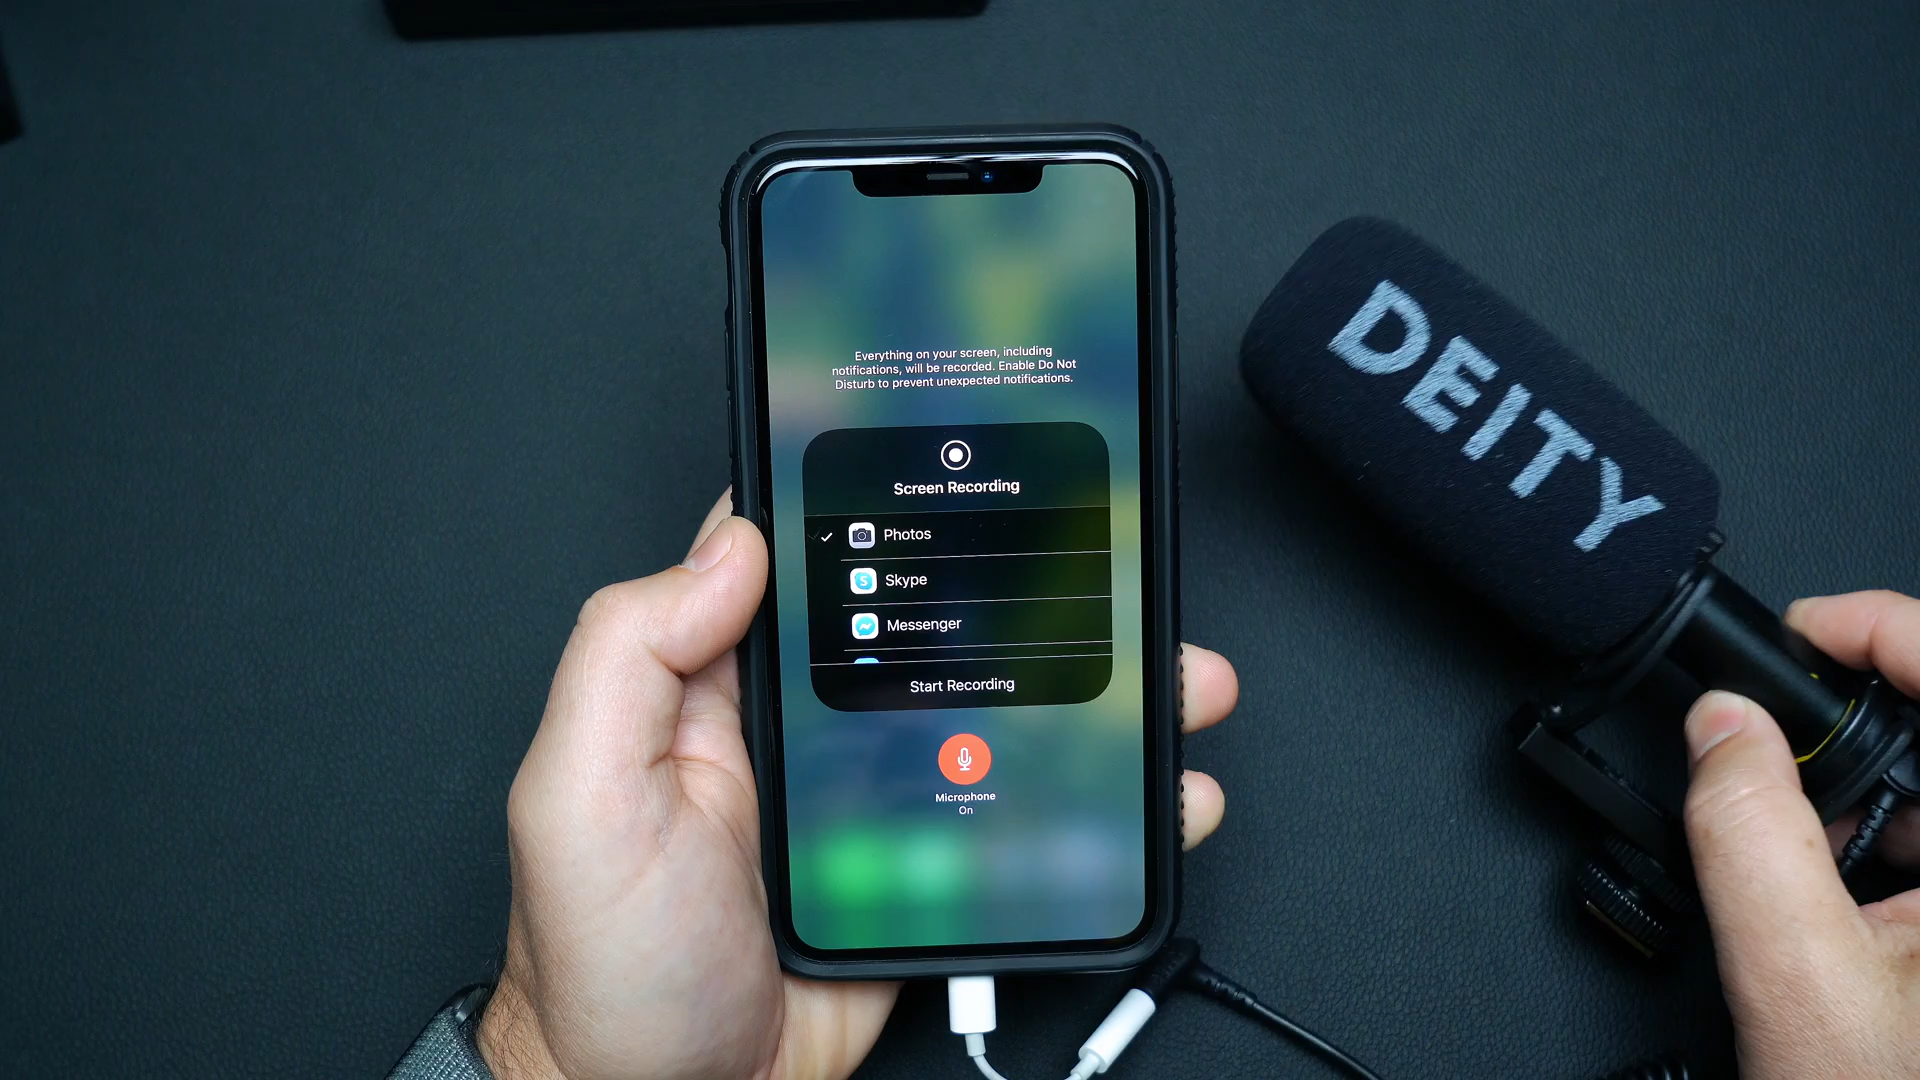 Everything on your screen, including
notifications, will be recorded. Enable Do Not
Disturb to prevent unexpected notifications.
Screen Recording
Photos
S
Skype
Messenger
Start Recording
Microphone
On
DEITY